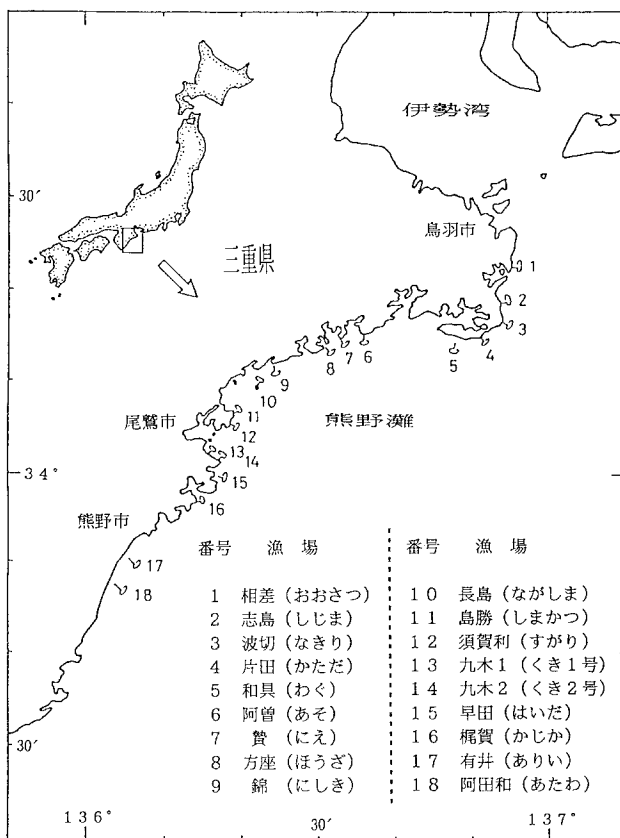 伊勢湾
30′
鳥羽市
三重県
1
2
3
4
5
6
7
8
9
10
11
尾鷲市
熊野灘
12
13
14
34°
15
16
熊野市
17
18
番号 漁場
1 相差（おおさつ）
2 志島（しじま）
3 波切（なきり）
4 片田（かただ）
5 和具（わぐ）
6 阿曽（あそ）
7 贄（にえ）
8 方座（ほうざ）
9 錦（にしき）
番号 漁場
10 長島（ながしま）
11 島勝（しまかつ）
12 須賀利（すがり）
13 九木1（くき1号）
14 九木2（くき2号）
15 早田（はいだ）
16 梶賀（かじか）
17 有井（ありい）
18 阿田和（あたわ）
30′
136°
30′
137°